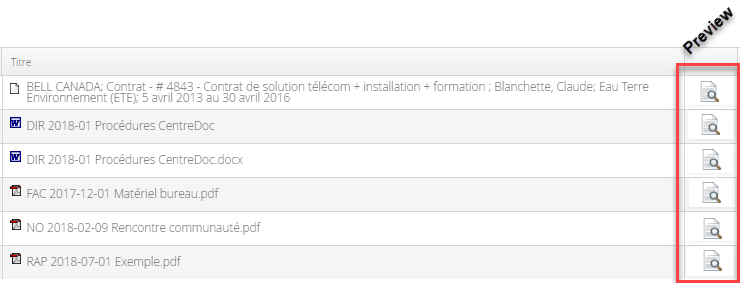 Preview
Titre
BELL CANADA; Contrat - # 4843 - Contrat de solution télécom + installation + formation ; Blanchette, Claude; Eau Terre
Environnement (ETE); 5 avril 2013 au 30 avril 2016
DIR 2018-01 Procédures CentreDoc
DIR 2018-01 Procédures CentreDoc.docx
FAC 2017-12-01 Matériel bureau.pdf
NO 2018-02-09 Rencontre communauté.pdf
RAP 2018-07-01 Exemple.pdf